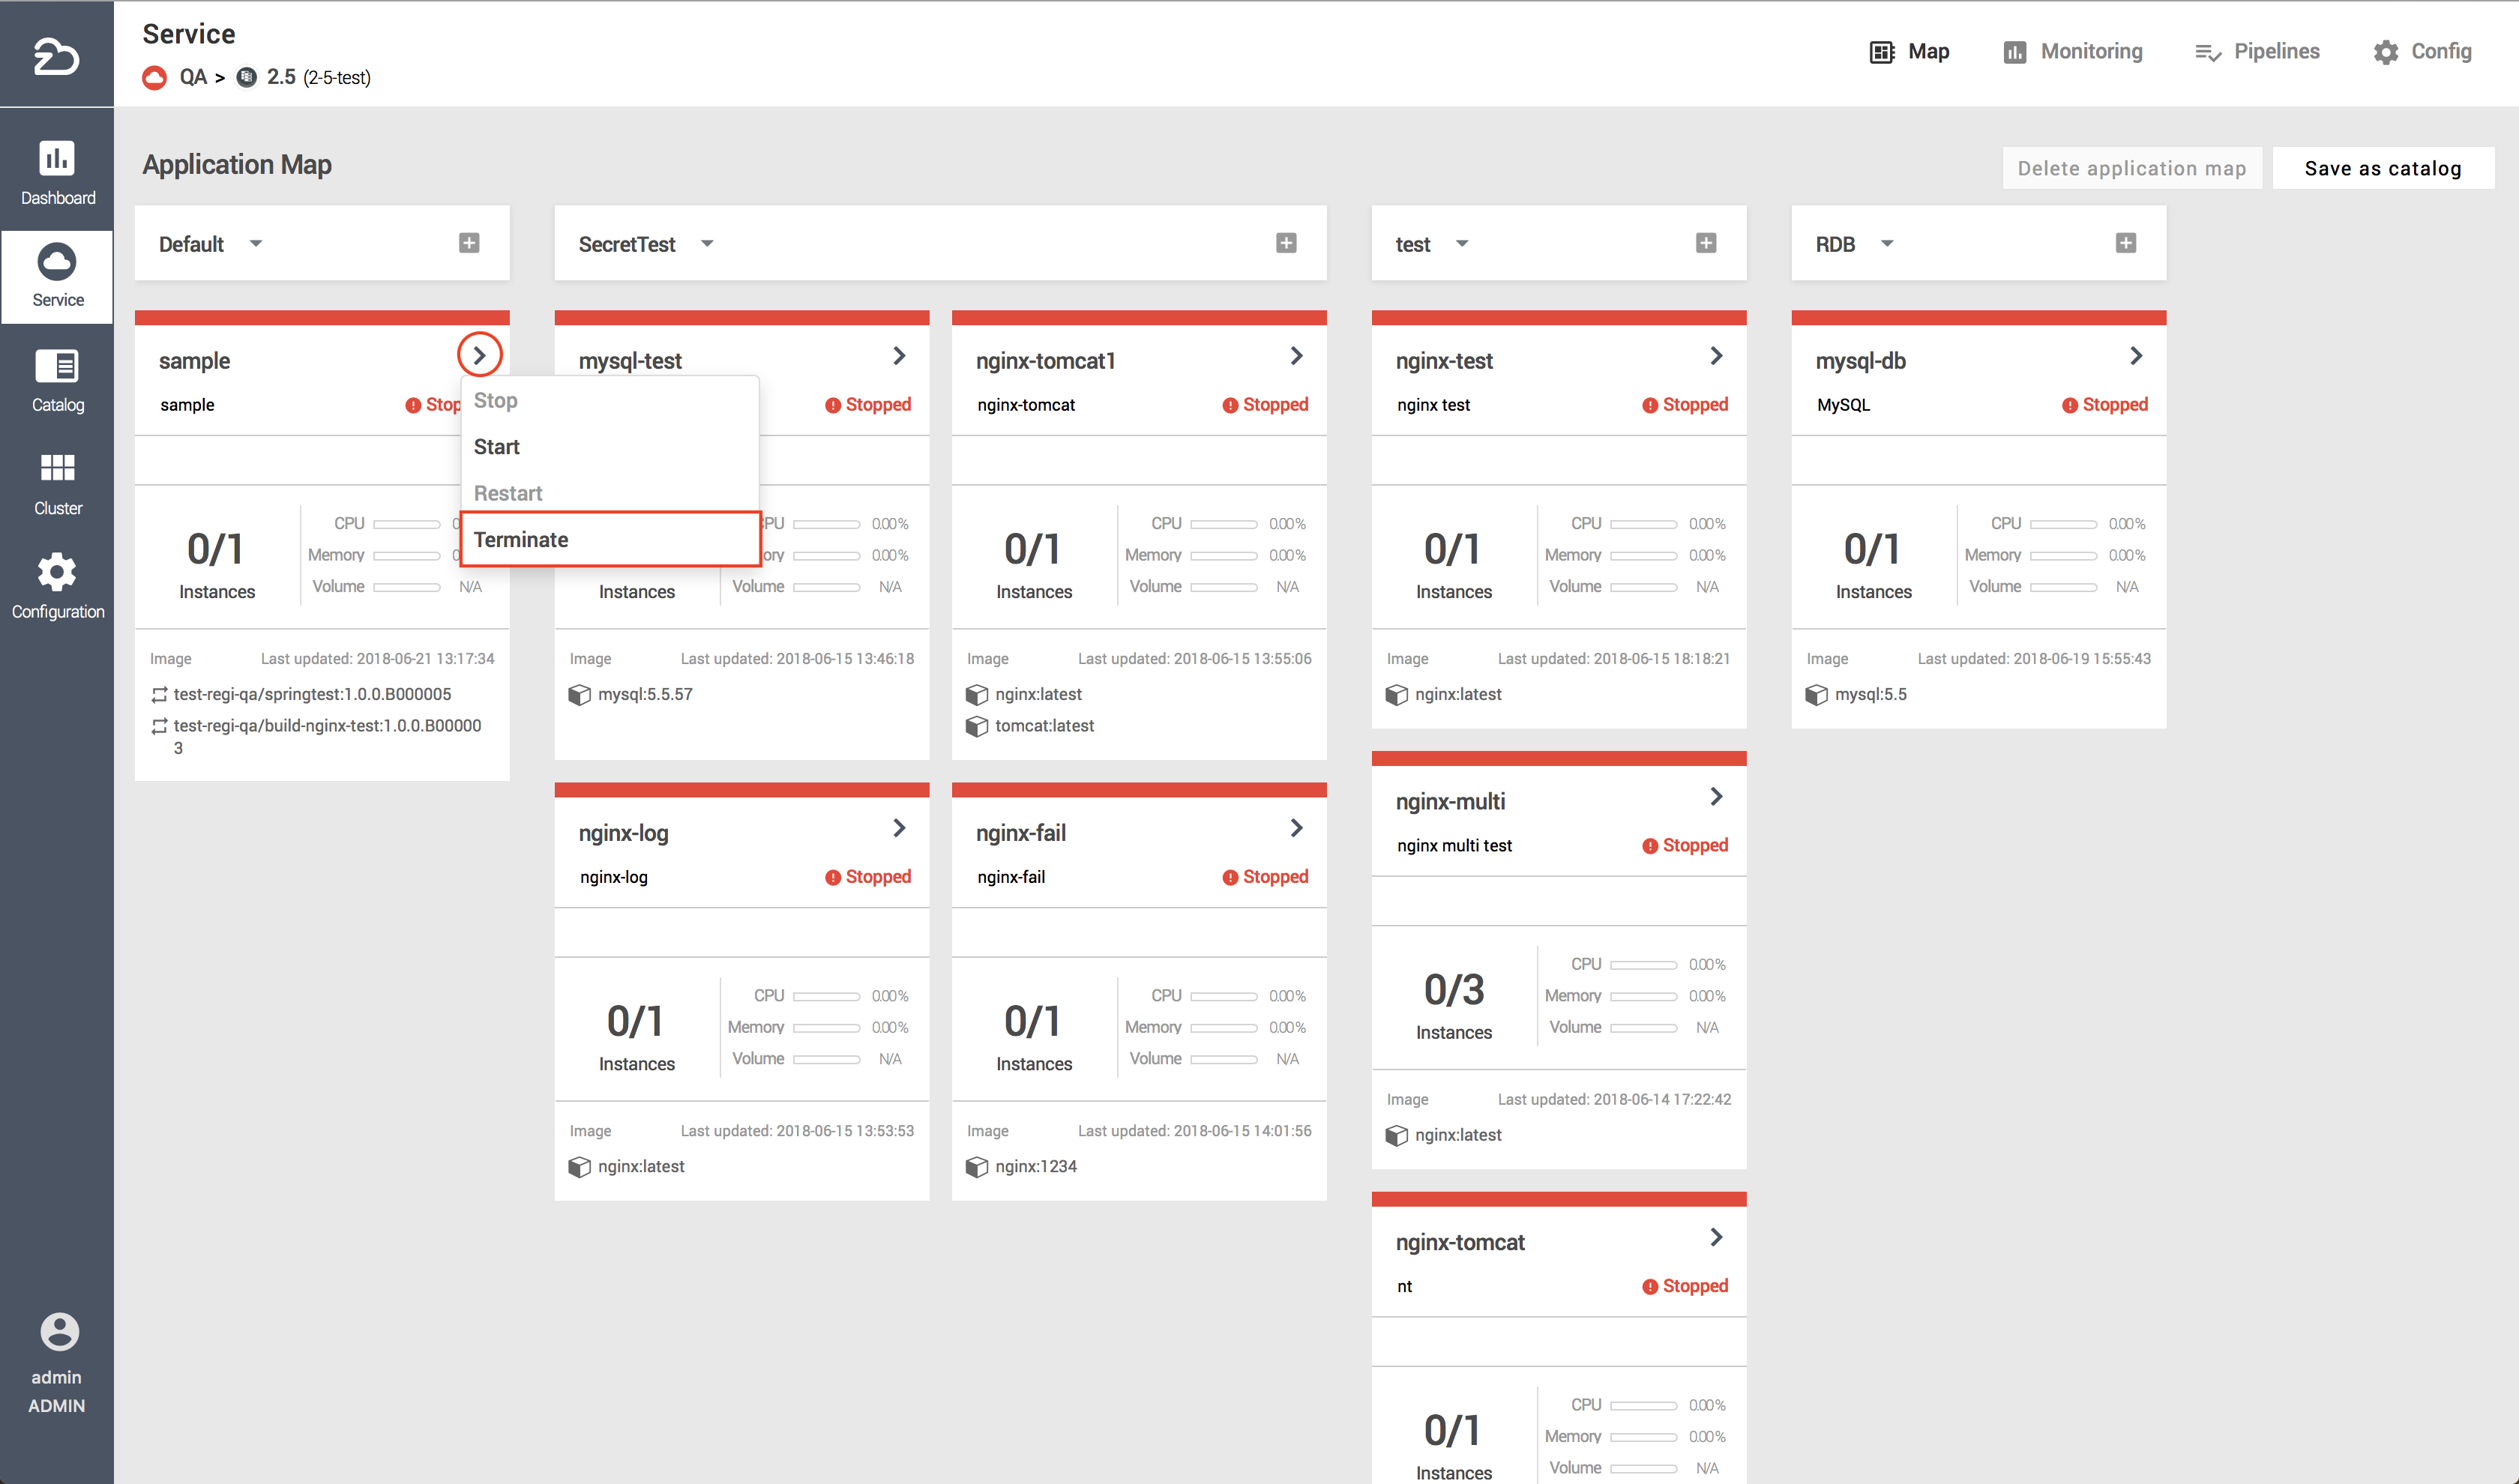 Service
QA > 2.5 (2-5-test)
Map
Monitoring
Pipelines
Config
Dashboard
Service
Catalog
Cluster
Configuration
admin
ADMIN
Application Map
Delete application map
Save as catalog
Default
SecretTest
test
RDB
sample
sample
Stop
Stop
Start
Restart
Terminate
0/1
Instances
CPU
Memory
Volume N/A
Image Last updated: 2018-06-21 13:17:34
test-regi-qa/springtest:1.0.0.B000005
test-regi-qa/build-nginx-test:1.0.0.B00000
3
mysql-test
Stopped
Instances
0.00%
0.00%
Volume N/A
Image Last updated: 2018-06-15 13:46:18
mysql:5.5.57
nginx-tomcat1
nginx-tomcat Stopped
0/1
Instances
CPU 0.00%
Memory 0.00%
Volume N/A
Image Last updated: 2018-06-15 13:55:06
nginx:latest
tomcat:latest
nginx-log
nginx-log Stopped
0/1
Instances
CPU 0.00%
Memory 0.00%
Volume N/A
Image Last updated: 2018-06-15 13:53:53
nginx:latest
nginx-fail
nginx-fail Stopped
0/1
Instances
CPU 0.00%
Memory 0.00%
Volume N/A
Image Last updated: 2018-06-15 14:01:56
nginx:1234
nginx-test
nginx test Stopped
0/1
Instances
CPU 0.00%
Memory 0.00%
Volume N/A
Image Last updated: 2018-06-15 18:18:21
nginx:latest
nginx-multi
nginx multi test Stopped
0/3
Instances
CPU 0.00%
Memory 0.00%
Volume N/A
Image Last updated: 2018-06-14 17:22:42
nginx:latest
nginx-tomcat
nt Stopped
0/1
Instances
CPU 0.00%
Memory 0.00%
Volume N/A
mysql-db
MySQL Stopped
0/1
Instances
CPU 0.00%
Memory 0.00%
Volume N/A
Image Last updated: 2018-06-19 15:55:43
mysql:5.5